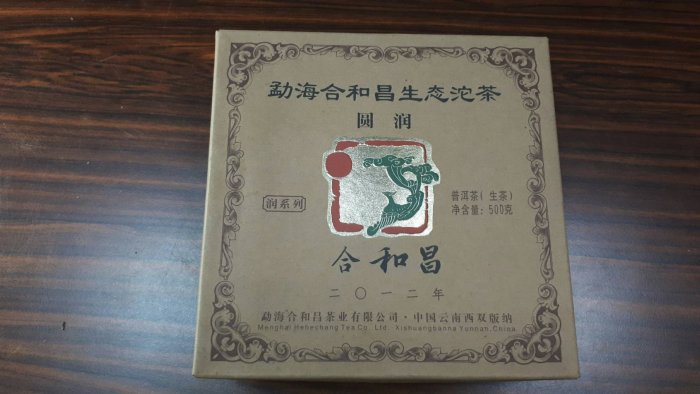 勐海合和昌生态沱茶
圆 润
润系列
普洱茶(生茶)
净含量:500克
合和昌
二〇一二年
勐海合和昌茶业有限公司·中国云南西双版纳
Menghai Hehechang Tea Co. Ltd. Xishuangbanna Yunnan, China